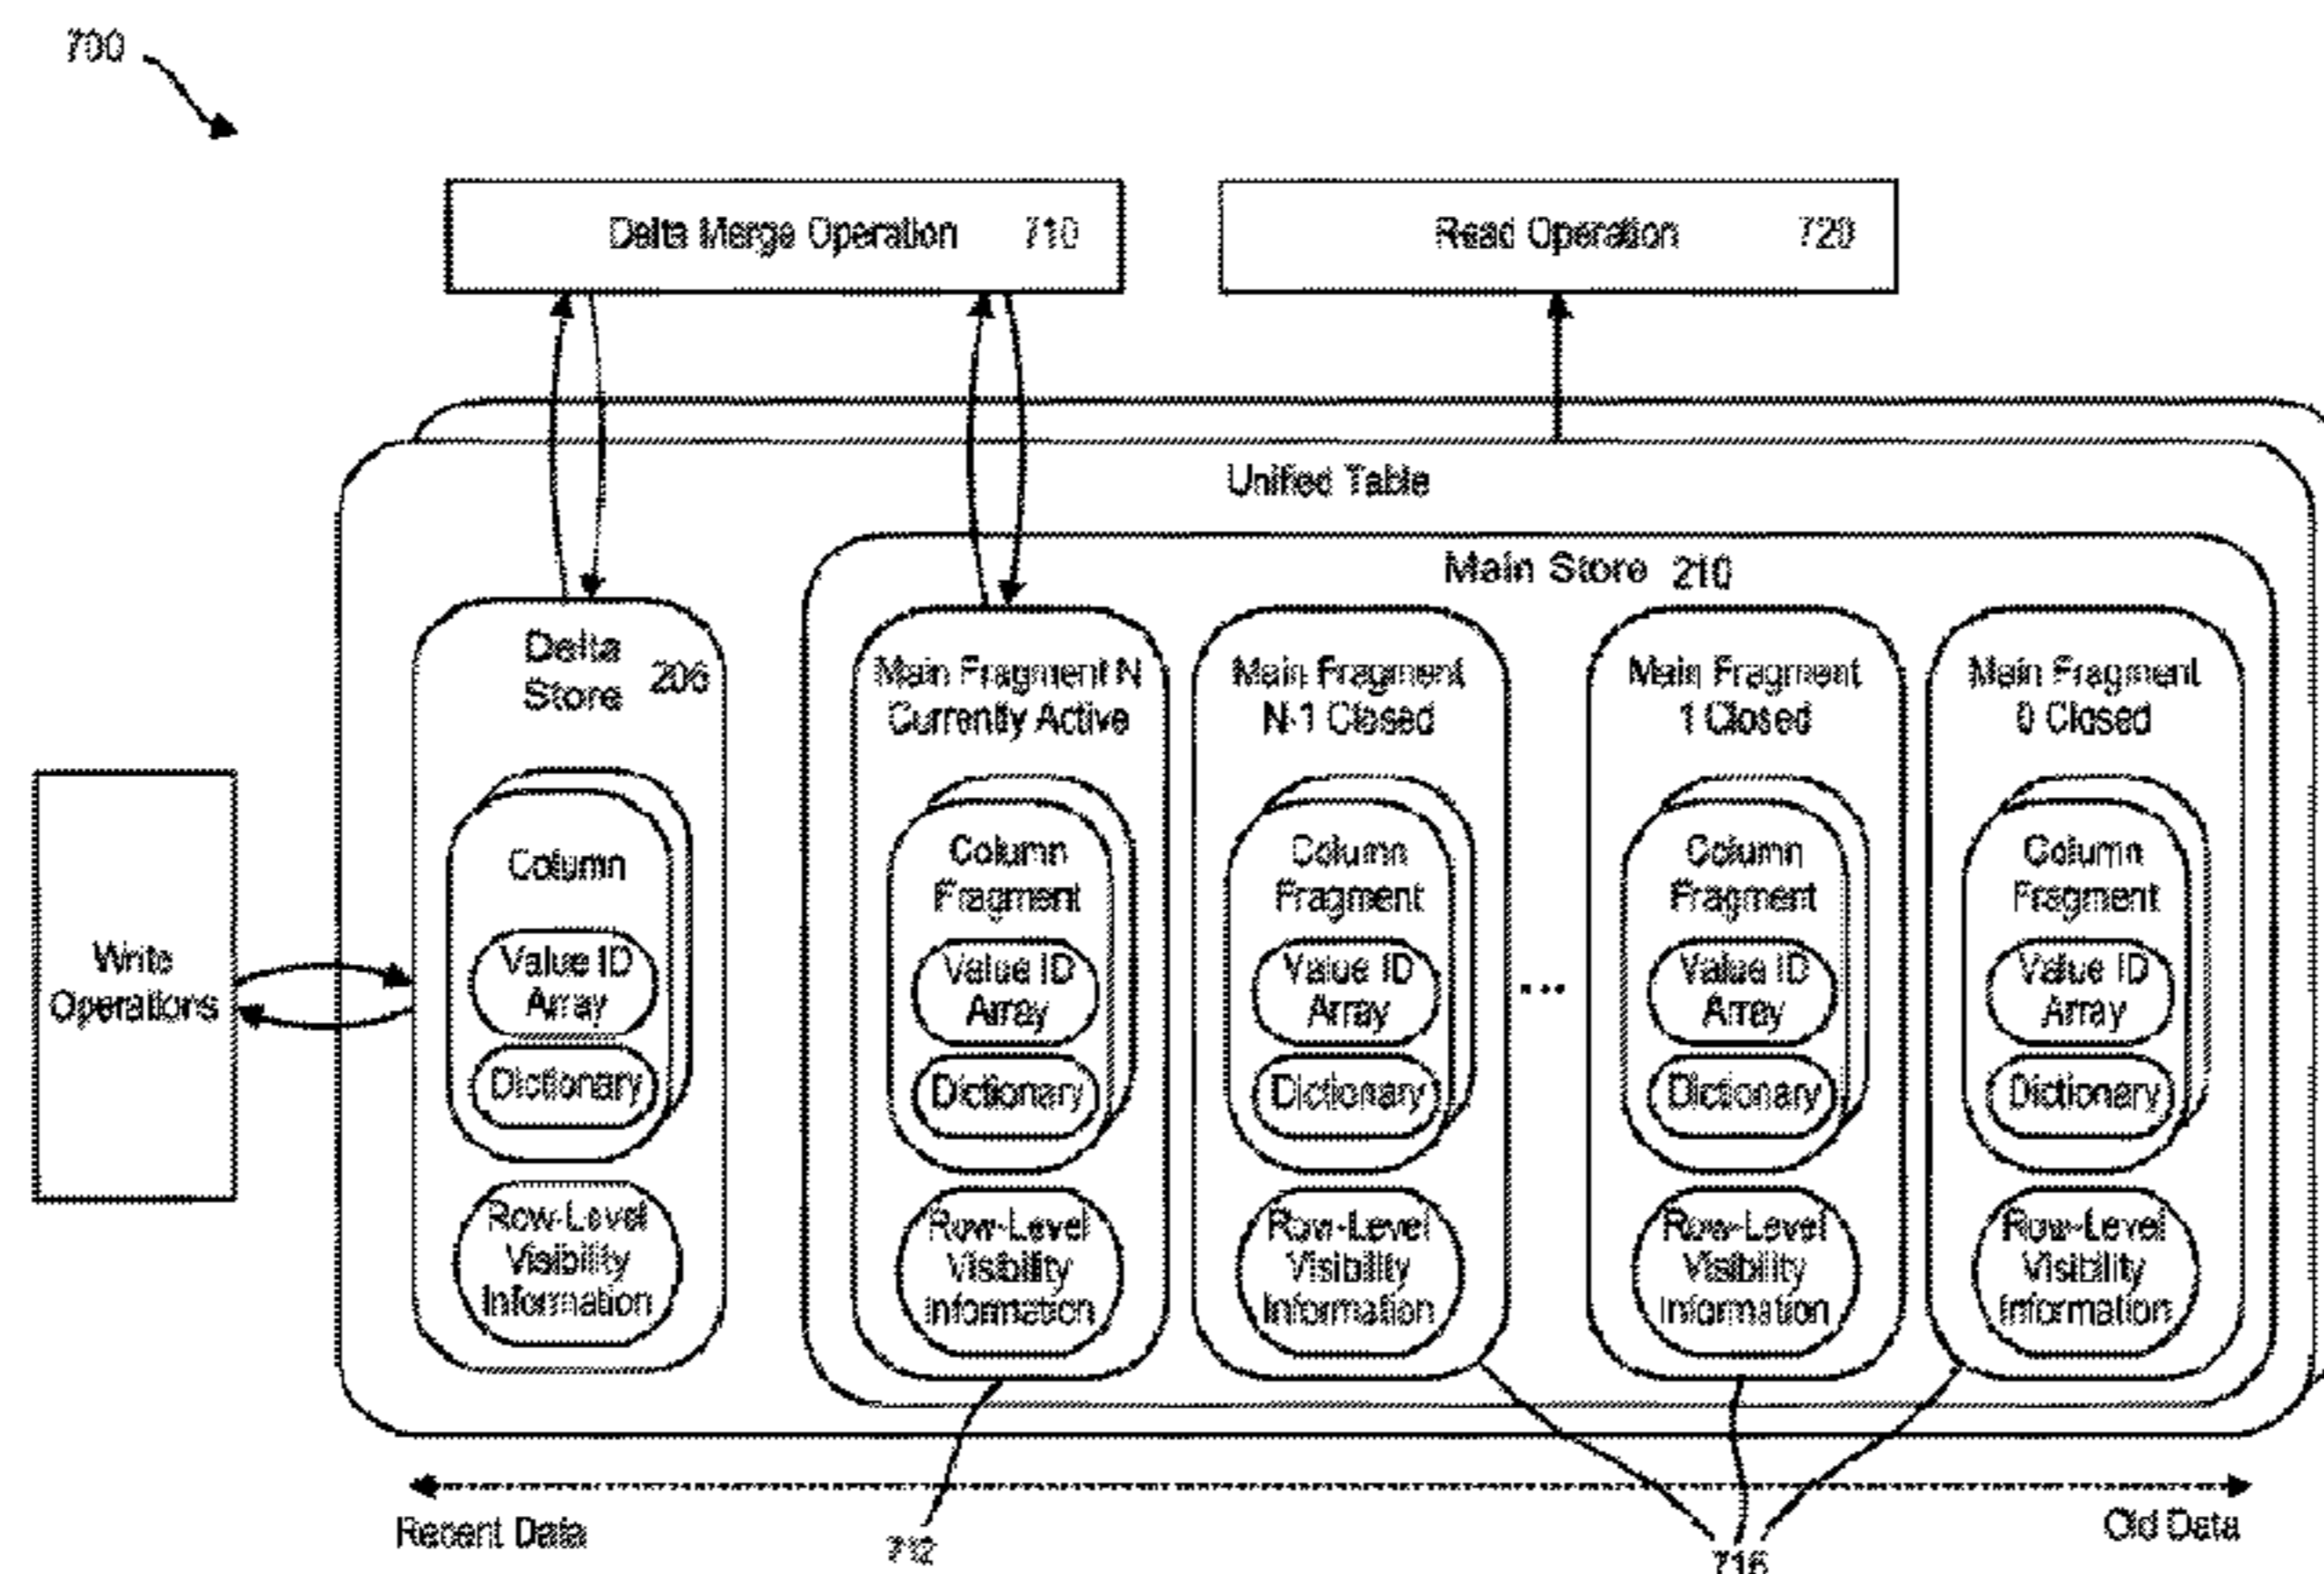 700
Delta Merge Operation 710
Read Operation 720
Unified Table
Main Store 210
Delta
Store 206
Main Fragment N
Currently Active
Main Fragment
N-1 Closed
Main Fragment
1 Closed
Main Fragment
0 Closed
Write
Operations
Column
Value ID
Array
Dictionary
Row-Level
Visibility
Information
Column
Fragment
Value ID
Array
Dictionary
Row-Level
Visibility
Information
Column
Fragment
Value ID
Array
Dictionary
Row-Level
Visibility
Information
...
Column
Fragment
Value ID
Array
Dictionary
Row-Level
Visibility
Information
Column
Fragment
Value ID
Array
Dictionary
Row-Level
Visibility
Information
Recent Data
712
716
Old Data